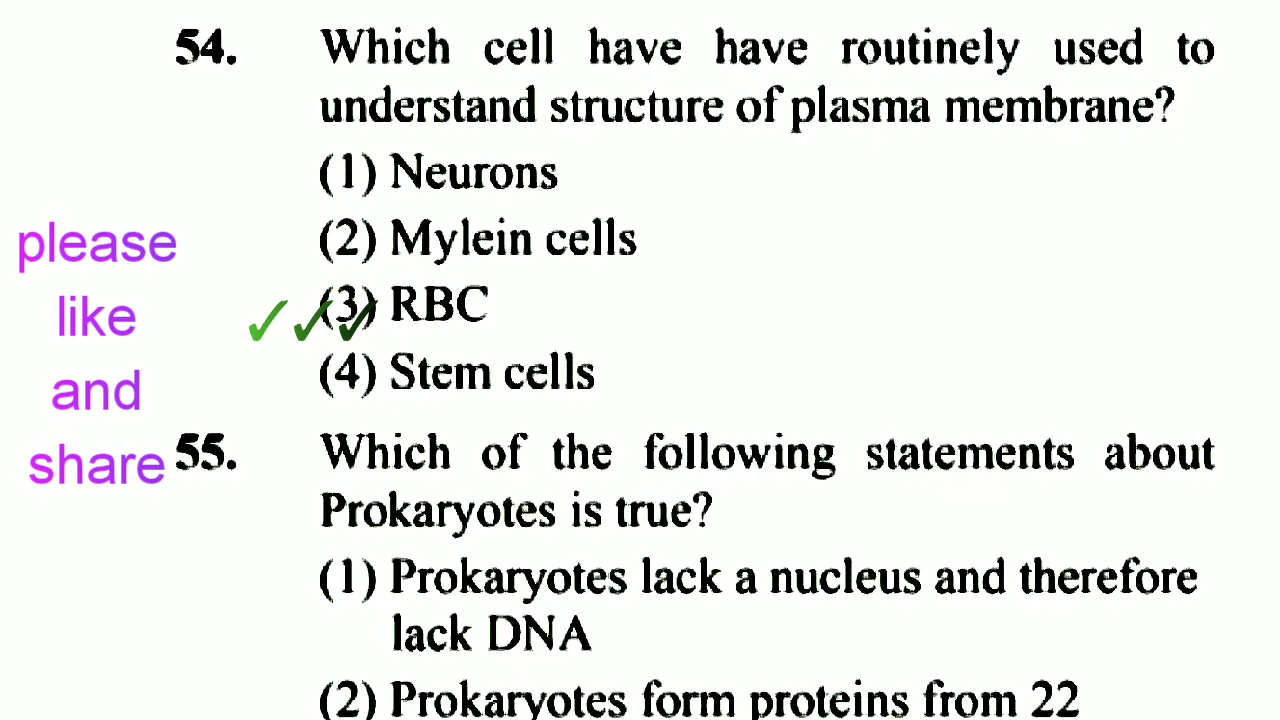 54. Which cell have have routinely used to
understand structure of plasma membrane?
(1) Neurons
(2) Mylein cells
(3) RBC
(4) Stem cells
55. Which of the following statements about
Prokaryotes is true?
(1) Prokaryotes lack a nucleus and therefore
lack DNA
(2) Prokaryotes form proteins from 22
please
like
and
share